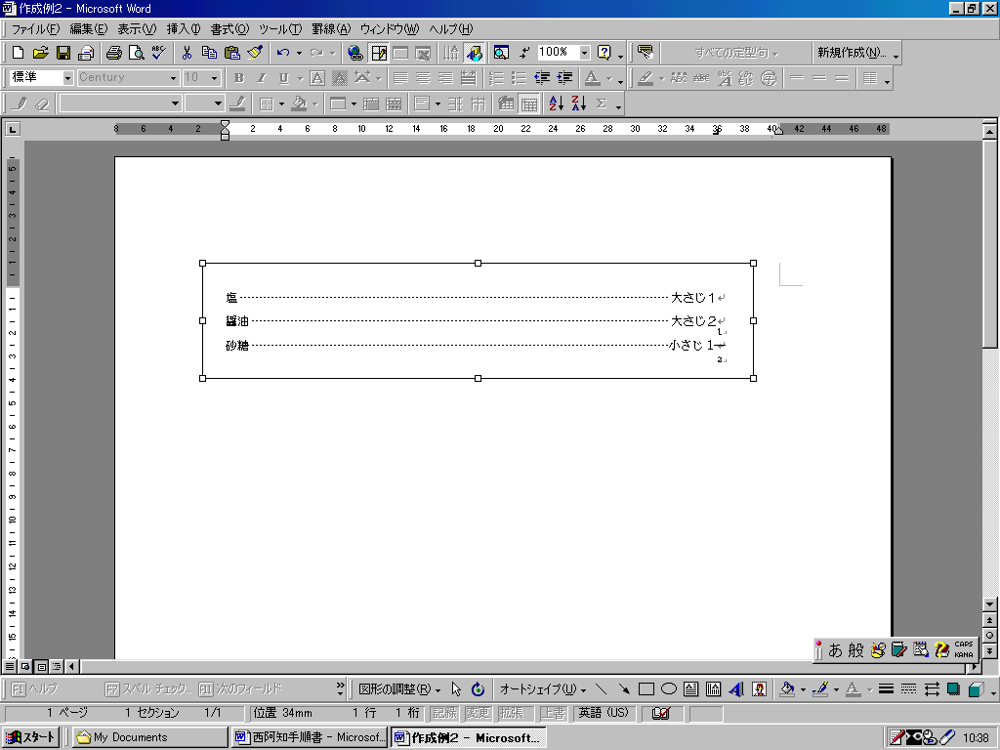 作成例2 - Microsoft Word
ファイル(F) 編集(E) 表示(V) 挿入(I) 書式(O) ツール(T) 罫線(A) ウィンドウ(W) ヘルプ(H)
100% すべての定型句 新規作成(N)...
標準 Century 10 B I U A A
8 6 4 2 2 4 6 8 10 12 14 16 18 20 22 24 26 28 30 32 34 36 38 40 42 44 46 48
塩 大さじ1
醤油 大さじ2
1
砂糖 小さじ1
2
あ 般 CAPS
KANA
F1 ヘルプ F7 スペル チェック... F11 次のフィールド 図形の調整(R) オートシェイプ(U)
1 ページ 1 セクション 1/1 位置 34mm 1 行 1 桁 記録 変更 拡張 上書 英語 (US)
スタート My Documents 西阿知手順書 - Microsof... 作成例2 - Microsoft... 10:38